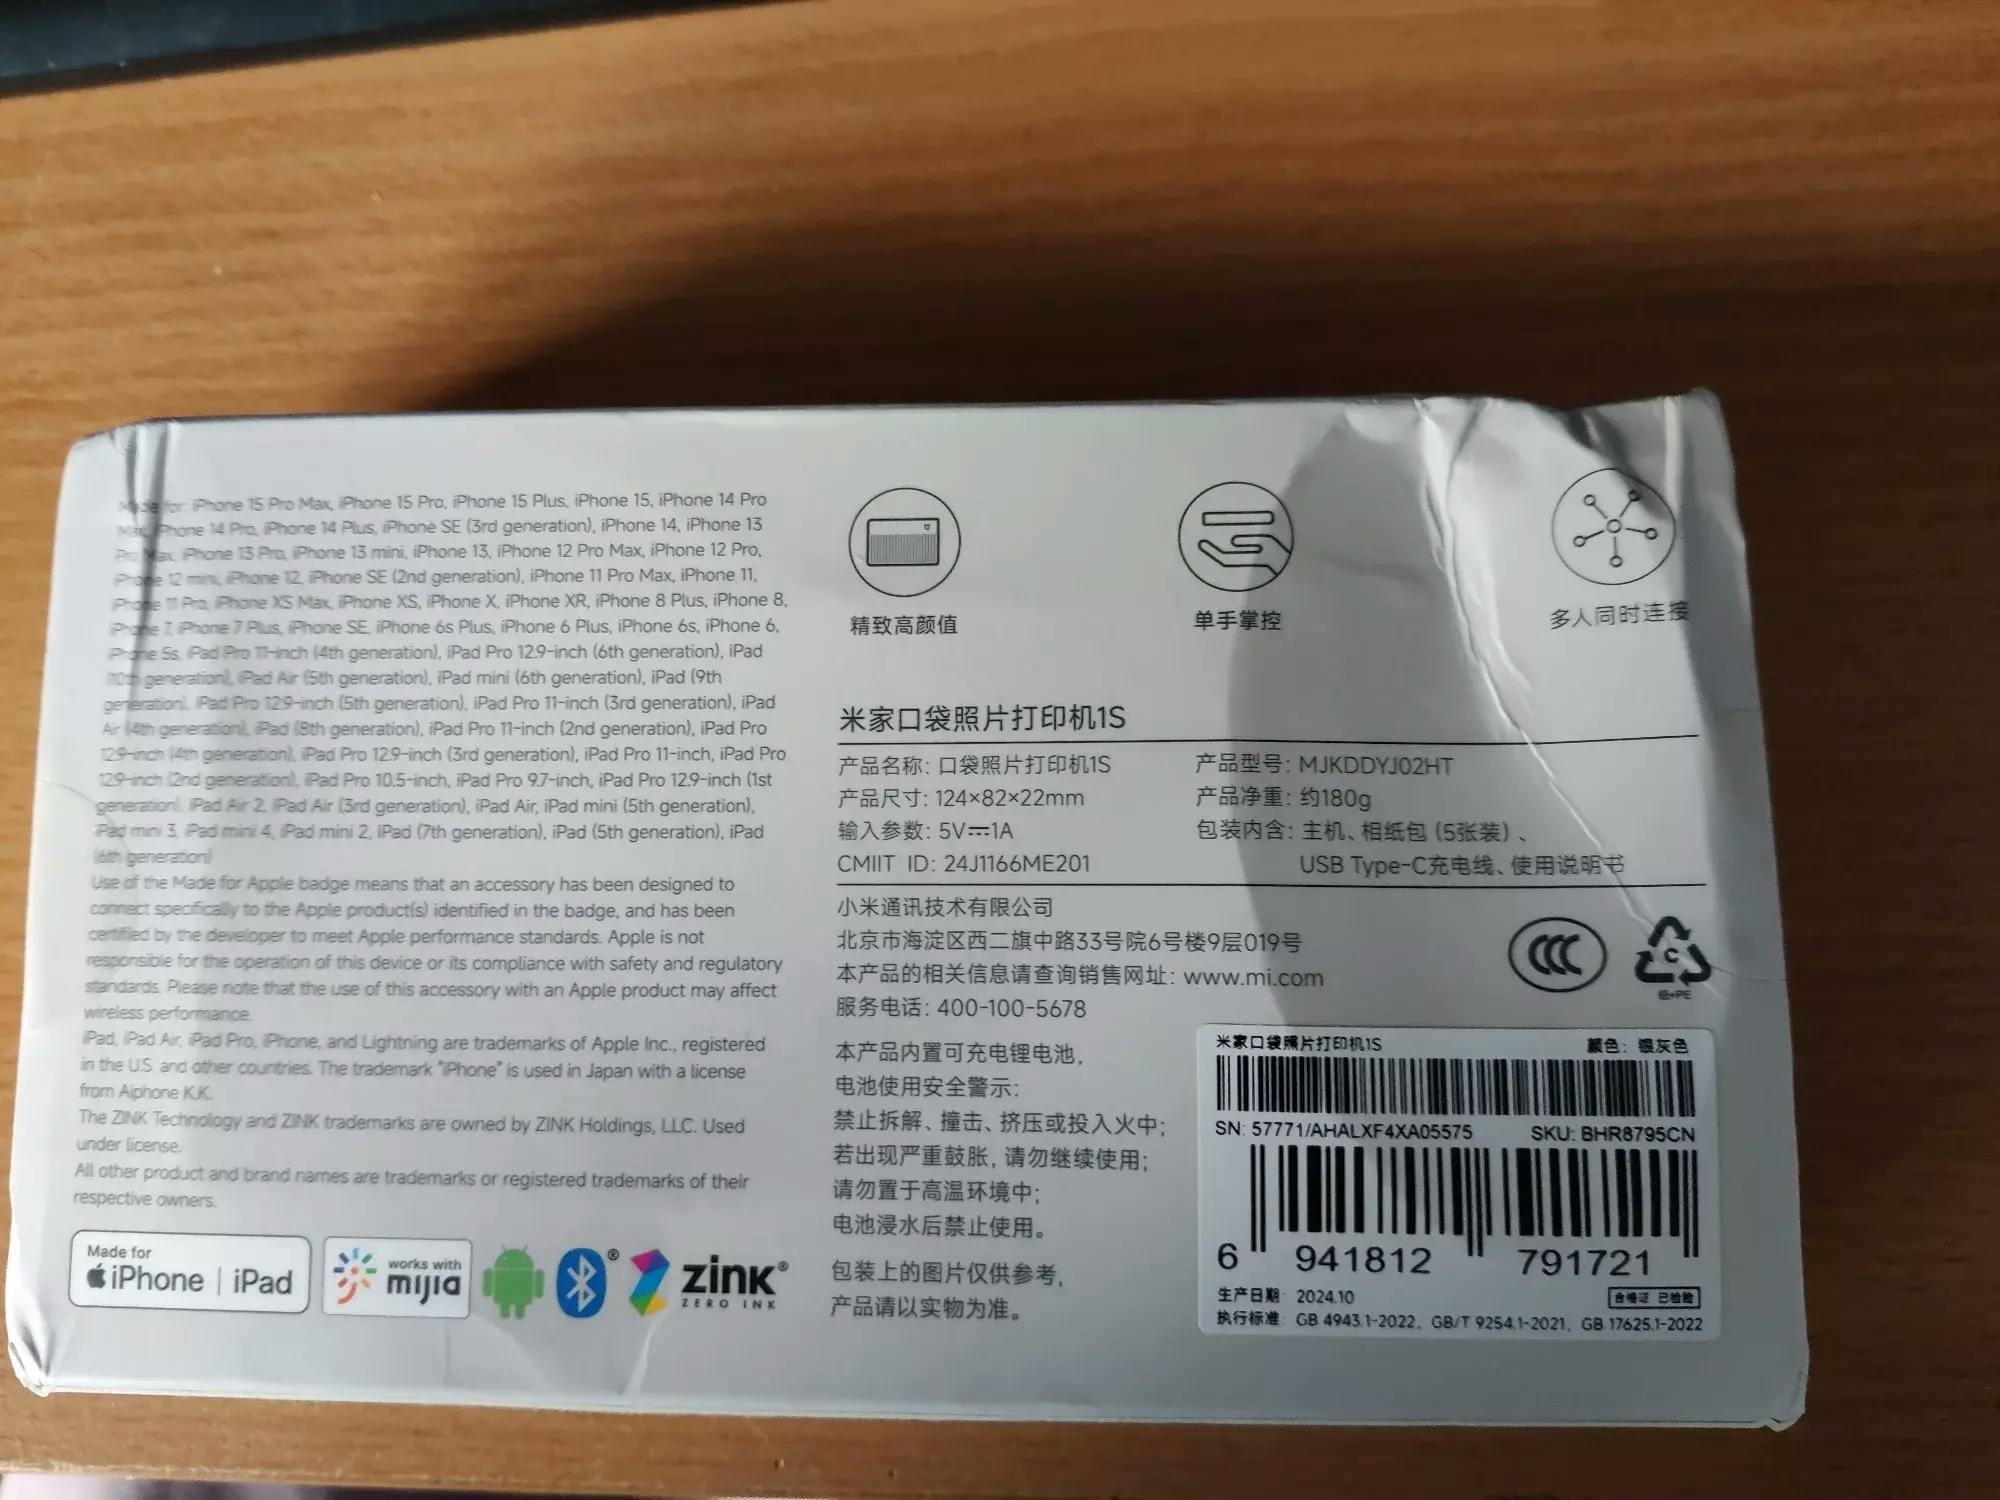 Made for: iPhone 15 Pro Max, iPhone 15 Pro, iPhone 15 Plus, iPhone 15, iPhone 14 Pro
Max, iPhone 14 Pro, iPhone 14 Plus, iPhone SE (3rd generation), iPhone 14, iPhone 13
Pro Max, iPhone 13 Pro, iPhone 13 mini, iPhone 13, iPhone 12 Pro Max, iPhone 12 Pro,
iPhone 12 mini, iPhone 12, iPhone SE (2nd generation), iPhone 11 Pro Max, iPhone 11,
iPhone 11 Pro, iPhone XS Max, iPhone XS, iPhone X, iPhone XR, iPhone 8 Plus, iPhone 8,
iPhone 7, iPhone 7 Plus, iPhone SE, iPhone 6s Plus, iPhone 6 Plus, iPhone 6s, iPhone 6,
iPhone 5s, iPad Pro 11-inch (4th generation), iPad Pro 12.9-inch (6th generation), iPad
(10th generation), iPad Air (5th generation), iPad mini (6th generation), iPad (9th
generation), iPad Pro 12.9-inch (5th generation), iPad Pro 11-inch (3rd generation), iPad
Air (4th generation), iPad (8th generation), iPad Pro 11-inch (2nd generation), iPad Pro
12.9-inch (4th generation), iPad Pro 12.9-inch (3rd generation), iPad Pro 11-inch, iPad Pro
12.9-inch (2nd generation), iPad Pro 10.5-inch, iPad Pro 9.7-inch, iPad Pro 12.9-inch (1st
generation), iPad Air 2, iPad Air (3rd generation), iPad Air, iPad mini (5th generation),
iPad mini 3, iPad mini 4, iPad mini 2, iPad (7th generation), iPad (5th generation), iPad
(6th generation)
Use of the Made for Apple badge means that an accessory has been designed to
connect specifically to the Apple product(s) identified in the badge, and has been
certified by the developer to meet Apple performance standards. Apple is not
responsible for the operation of this device or its compliance with safety and regulatory
standards. Please note that the use of this accessory with an Apple product may affect
wireless performance.
iPad, iPad Air, iPad Pro, iPhone, and Lightning are trademarks of Apple Inc., registered
in the U.S. and other countries. The trademark "iPhone" is used in Japan with a license
from Aiphone K.K.
The ZINK Technology and ZINK trademarks are owned by ZINK Holdings, LLC. Used
under license.
All other product and brand names are trademarks or registered trademarks of their
respective owners.
Made for
iPhone | iPad
works with
mijia
®
zink®
ZERO INK
精致高颜值
单手掌控
多人同时连接
米家口袋照片打印机1S
产品名称: 口袋照片打印机1S
产品型号: MJKDDYJ02HT
产品尺寸: 124×82×22mm
产品净重: 约180g
输入参数: 5V⎓1A
包装内含: 主机、相纸包 (5张装) 、
CMIIT ID: 24J1166ME201
USB Type-C充电线、使用说明书
小米通讯技术有限公司
北京市海淀区西二旗中路33号院6号楼9层019号
本产品的相关信息请查询销售网址: www.mi.com
服务电话: 400-100-5678
C
纸+PE
本产品内置可充电锂电池,
电池使用安全警示:
禁止拆解、撞击、挤压或投入火中;
若出现严重鼓胀, 请勿继续使用;
请勿置于高温环境中;
电池浸水后禁止使用。
包装上的图片仅供参考,
产品请以实物为准。
米家口袋照片打印机1S
颜色: 银灰色
SN: 57771/AHALXF4XA05575
SKU: BHR8795CN
6 941812 791721
生产日期: 2024.10
合格证 已检验
执行标准: GB 4943.1-2022, GB/T 9254.1-2021, GB 17625.1-2022